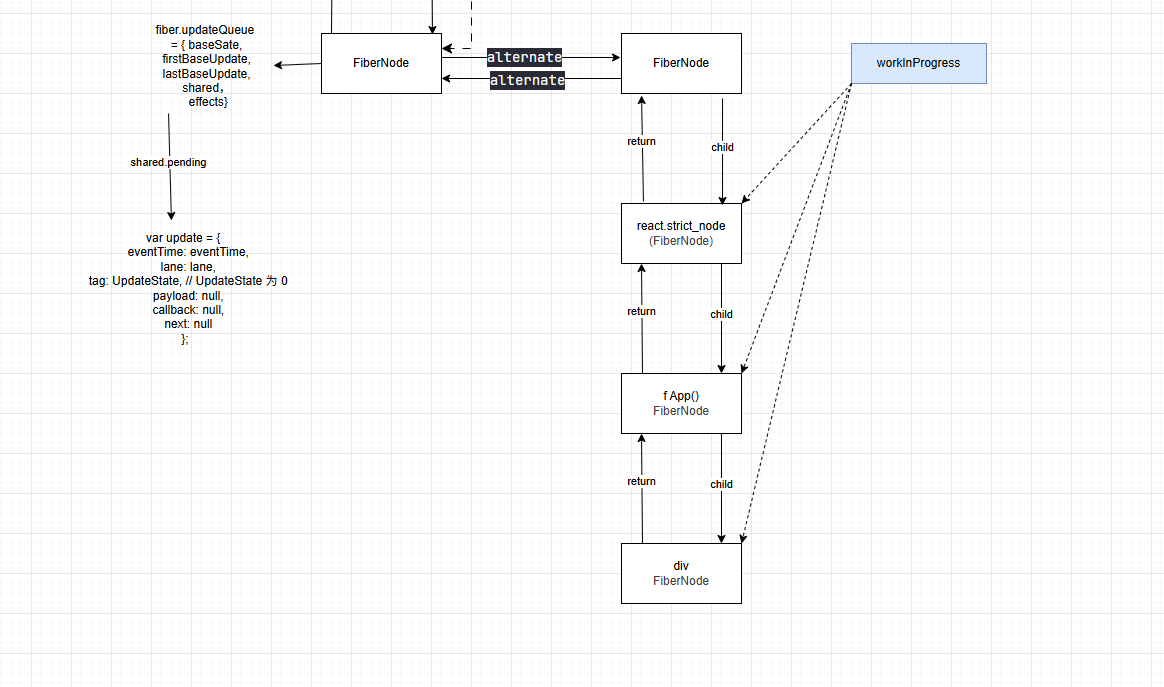 fiber.updateQueue
= { baseSate,
firstBaseUpdate,
lastBaseUpdate,
shared，
effects}
FiberNode
alternate
alternate
FiberNode
workInProgress
shared.pending
return
child
var update = {
eventTime: eventTime,
lane: lane,
tag: UpdateState, // UpdateState 为 0
payload: null,
callback: null,
next: null
};
react.strict_node
(FiberNode)
return
child
f App()
FiberNode
return
child
div
FiberNode